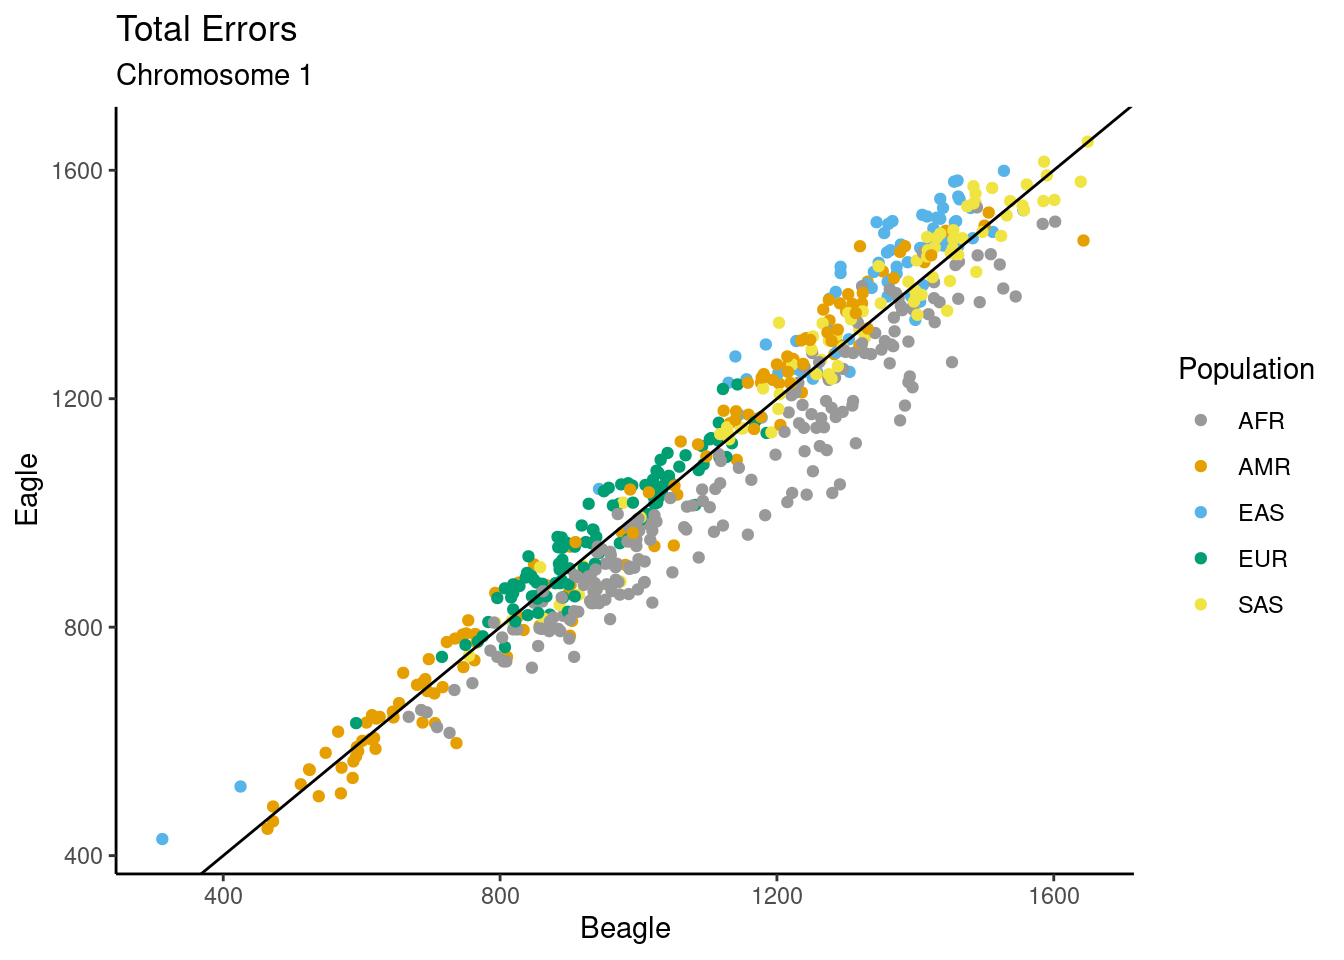 Total Errors
Chromosome 1
1600
1200
800
400
Eagle
400 800 1200 1600
Beagle
Population
AFR
AMR
EAS
EUR
SAS